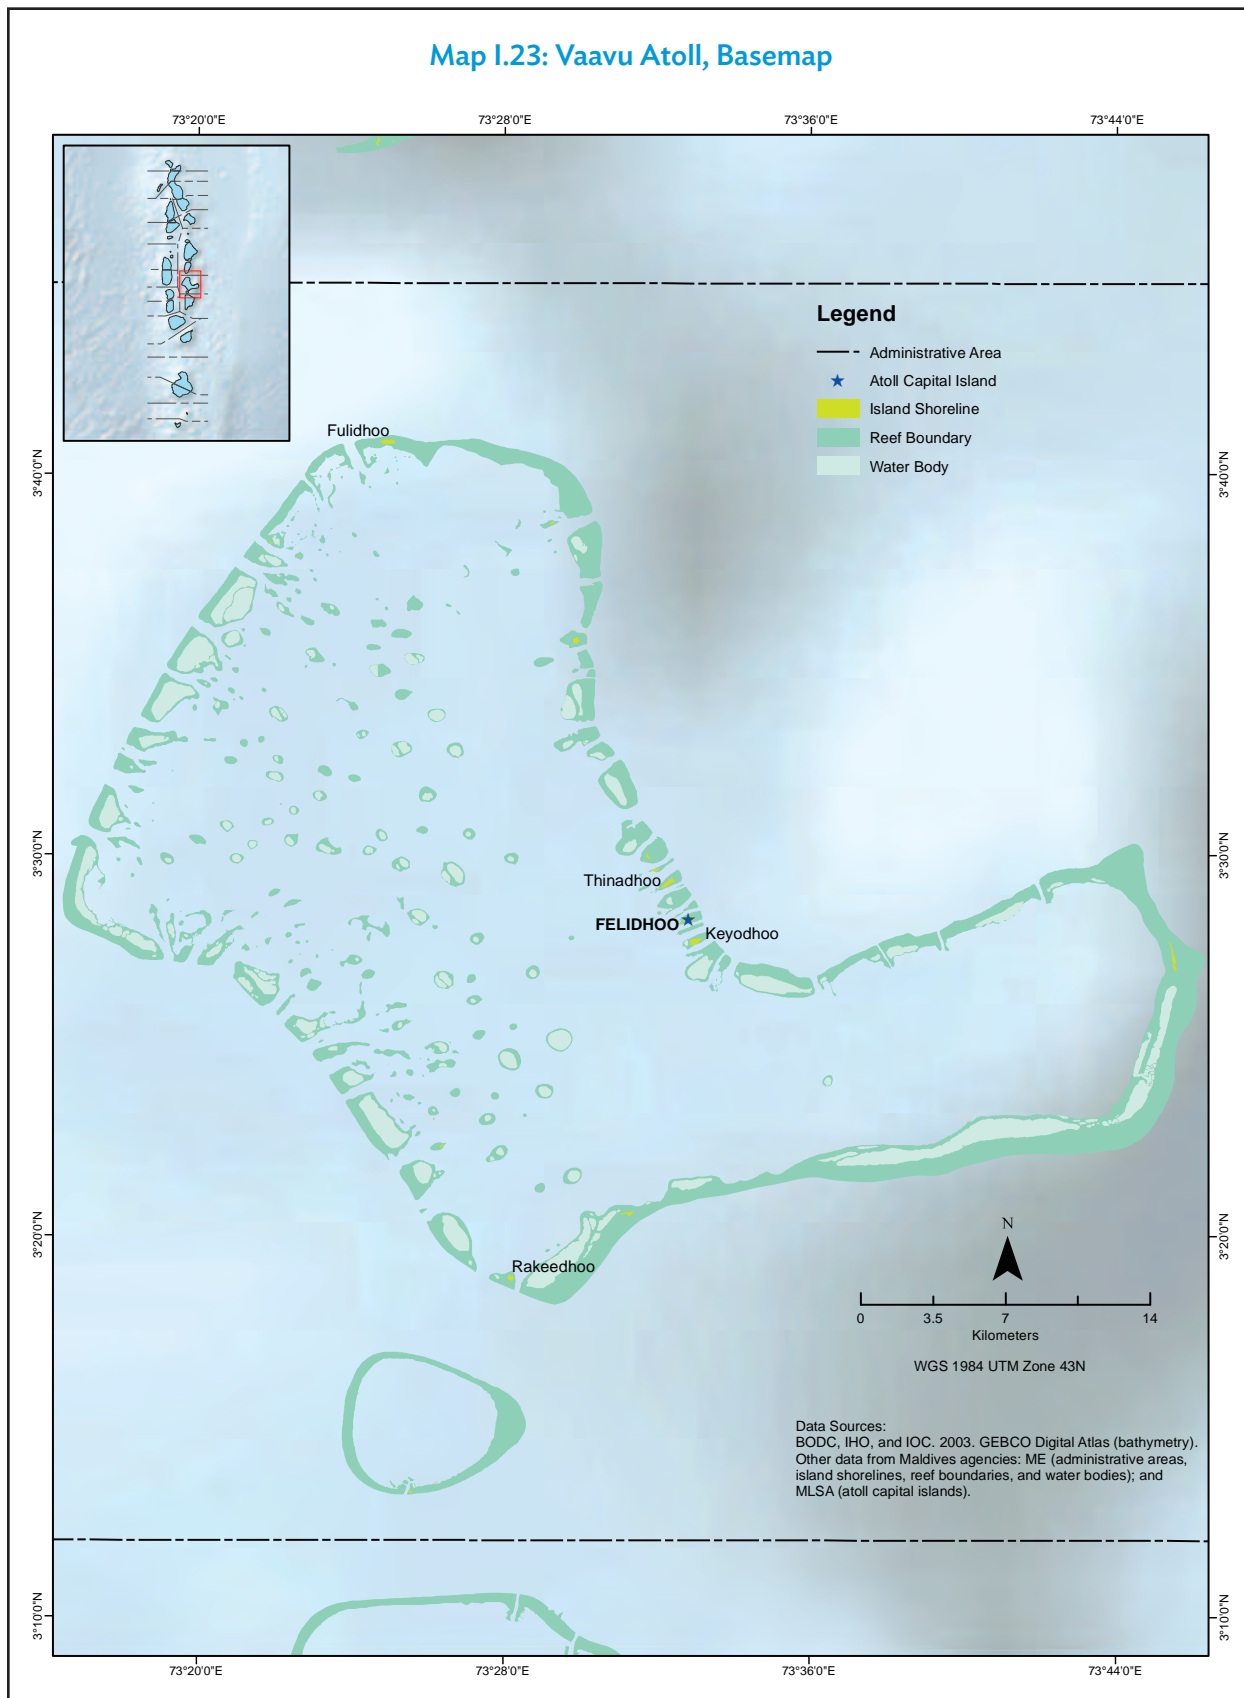 Map I.23: Vaavu Atoll, Basemap
73°20'0"E
73°28'0"E
73°36'0"E
73°44'0"E
Legend
Administrative Area
Atoll Capital Island
Island Shoreline
Reef Boundary
Water Body
Fulidhoo
3°40'0"N
3°40'0"N
3°30'0"N
3°30'0"N
Thinadhoo
FELIDHOO
Keyodhoo
3°20'0"N
3°20'0"N
Rakeedhoo
N
0
3.5
7
14
Kilometers
WGS 1984 UTM Zone 43N
Data Sources:
BODC, IHO, and IOC. 2003. GEBCO Digital Atlas (bathymetry).
Other data from Maldives agencies: ME (administrative areas,
island shorelines, reef boundaries, and water bodies); and
MLSA (atoll capital islands).
3°10'0"N
3°10'0"N
73°20'0"E
73°28'0"E
73°36'0"E
73°44'0"E